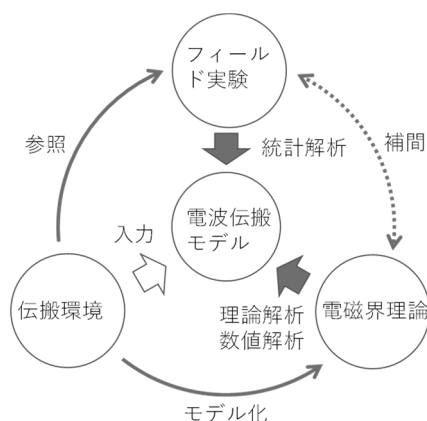 フィール
ド実験
参照
統計解析
補間
電波伝搬
モデル
入力
伝搬環境
理論解析
数値解析
電磁界理論
モデル化